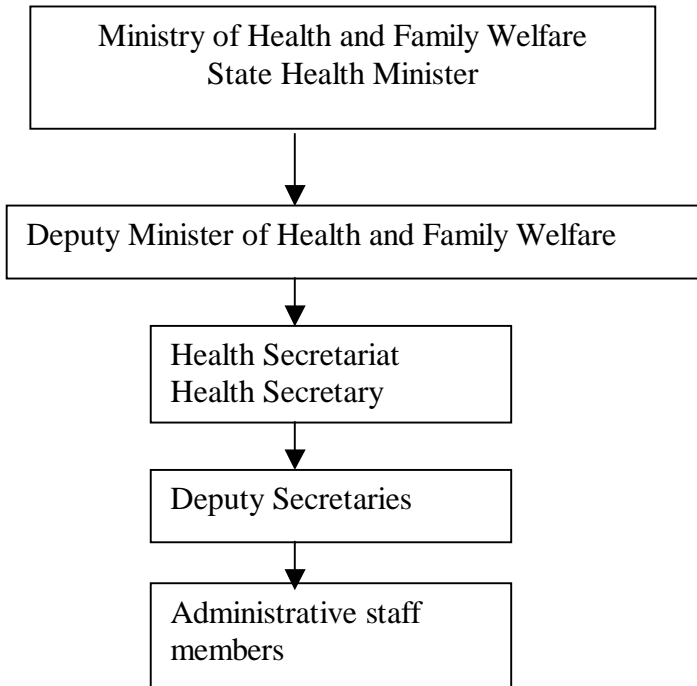 Ministry of Health and Family Welfare
State Health Minister
Deputy Minister of Health and Family Welfare
Health Secretariat
Health Secretary
Deputy Secretaries
Administrative staff
members